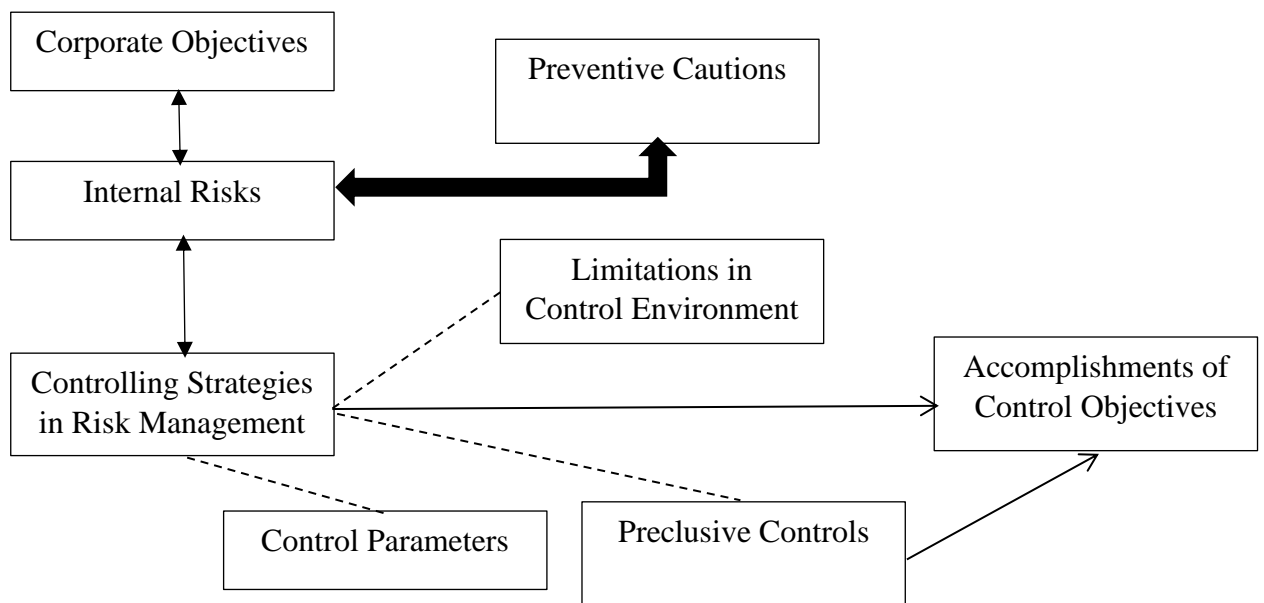 Corporate Objectives
Preventive Cautions
Internal Risks
Limitations in
Control Environment
Controlling Strategies
in Risk Management
Accomplishments of
Control Objectives
Control Parameters
Preclusive Controls